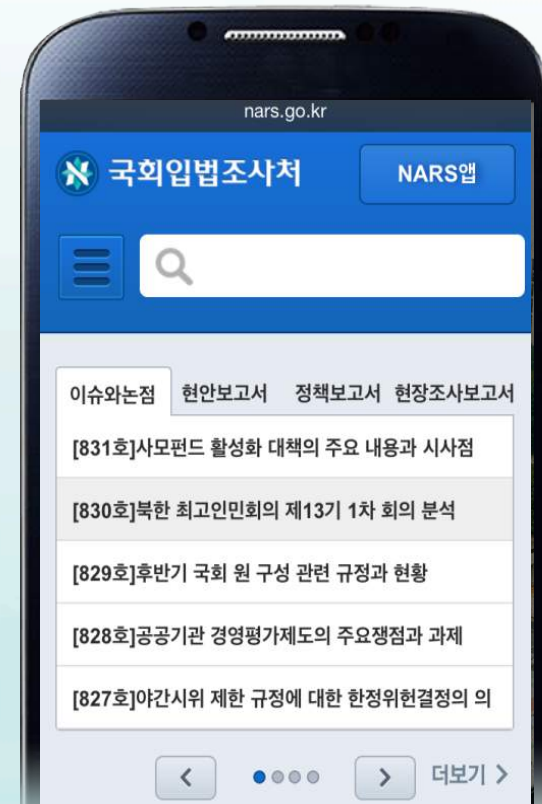 nars.go.kr
국회입법조사처
NARS앱
이슈와논점 현안보고서 정책보고서 현장조사보고서
[831호]사모펀드 활성화 대책의 주요 내용과 시사점
[830호]북한 최고인민회의 제13기 1차 회의 분석
[829호]후반기 국회 원 구성 관련 규정과 현황
[828호]공공기관 경영평가제도의 주요쟁점과 과제
[827호]야간시위 제한 규정에 대한 한정위헌결정의 의
더보기